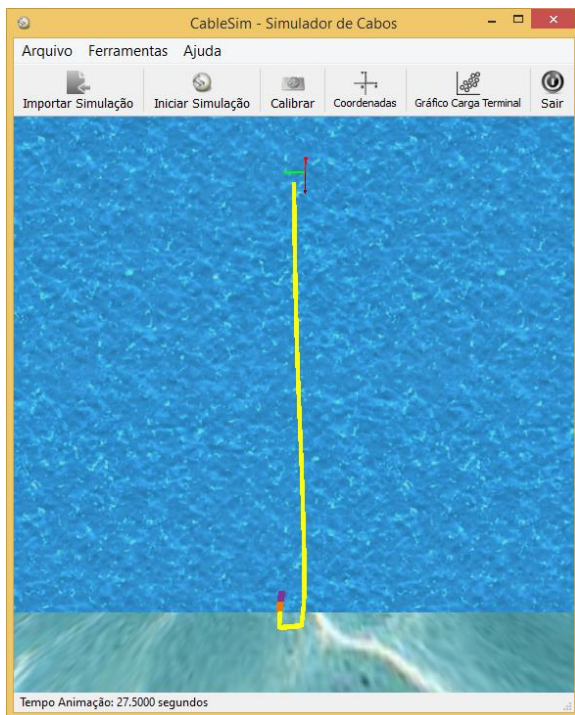 CableSim - Simulador de Cabos
Arquivo Ferramentas Ajuda
Importar Simulação Iniciar Simulação Calibrar Coordenadas Gráfico Carga Terminal Sair
Tempo Animação: 27.5000 segundos